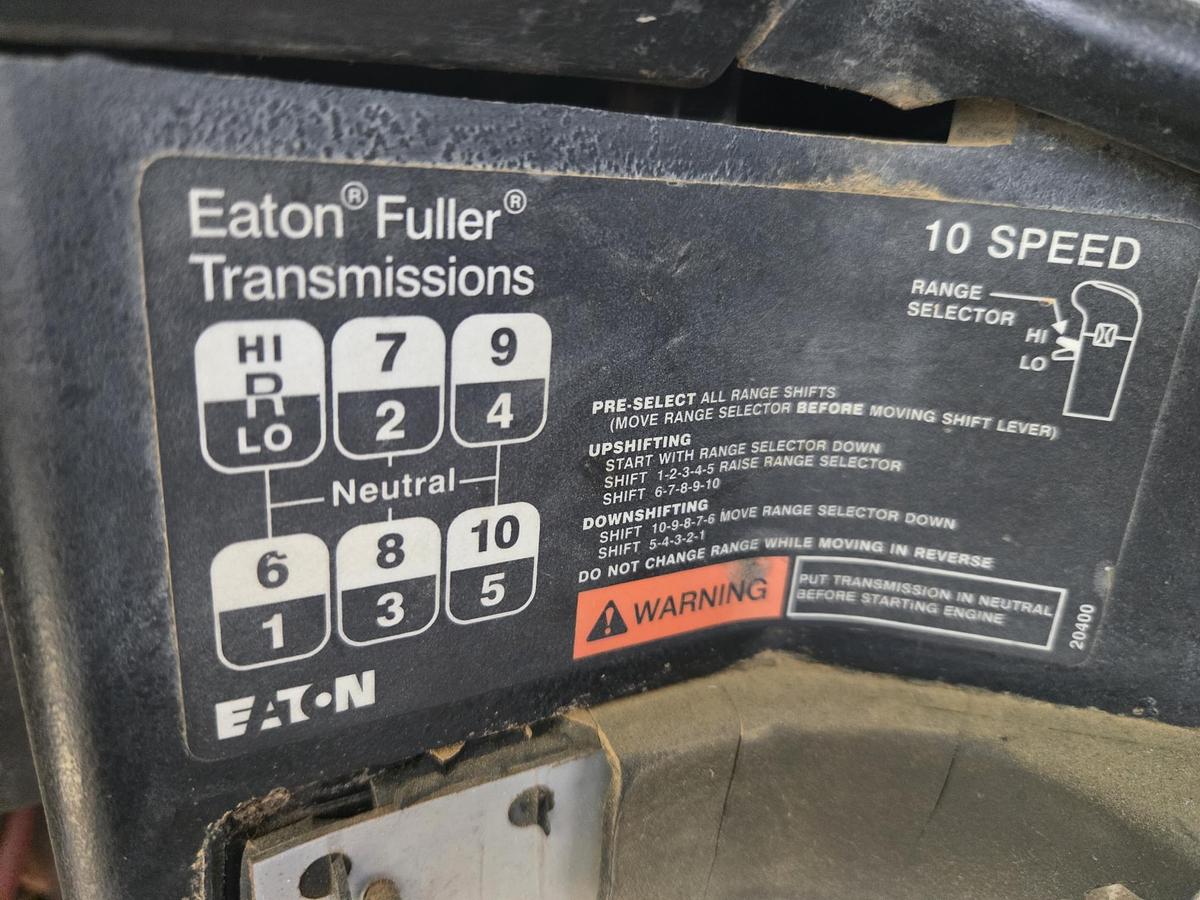 Eaton® Fuller®
Transmissions
HI
R
LO
7
2
9
4
Neutral
6
1
8
3
10
5
EATON
10 SPEED
RANGE
SELECTOR
HI
LO
PRE-SELECT ALL RANGE SHIFTS
(MOVE RANGE SELECTOR BEFORE MOVING SHIFT LEVER)
UPSHIFTING
START WITH RANGE SELECTOR DOWN
SHIFT 1-2-3-4-5 RAISE RANGE SELECTOR
SHIFT 6-7-8-9-10
DOWNSHIFTING
SHIFT 10-9-8-7-6 MOVE RANGE SELECTOR DOWN
SHIFT 5-4-3-2-1
DO NOT CHANGE RANGE WHILE MOVING IN REVERSE
WARNING
PUT TRANSMISSION IN NEUTRAL
BEFORE STARTING ENGINE
20400